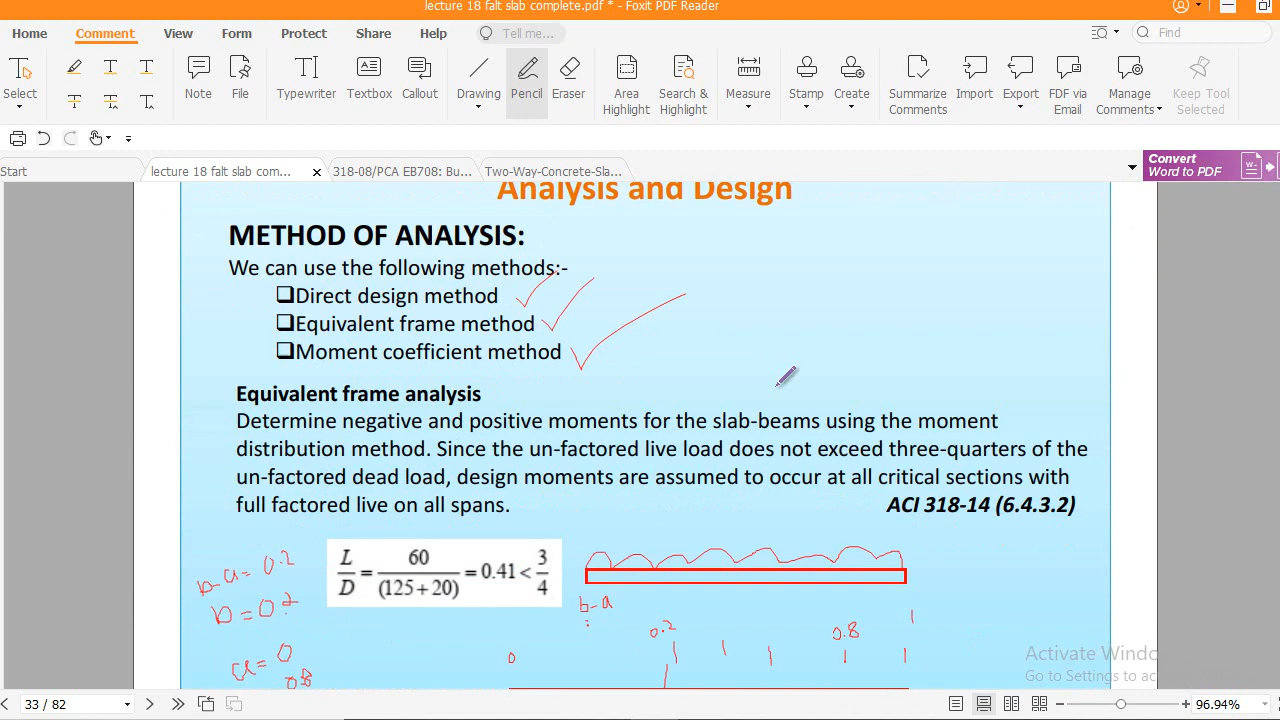 lecture 18 falt slab complete.pdf * - Foxit PDF Reader
Home Comment View Form Protect Share Help Tell me... Find
Select Note File Typewriter Textbox Callout Drawing Pencil Eraser Area Highlight Search & Highlight Measure Stamp Create Summarize Comments Import Export FDF via Email Manage Comments Keep Tool Selected
Start lecture 18 falt slab com... 318-08/PCA EB708: Bu... Two-Way-Concrete-Sla... Convert Word to PDF
Analysis and Design
METHOD OF ANALYSIS:
We can use the following methods:-
Direct design method
Equivalent frame method
Moment coefficient method
Equivalent frame analysis
Determine negative and positive moments for the slab-beams using the moment
distribution method. Since the un-factored live load does not exceed three-quarters of the
un-factored dead load, design moments are assumed to occur at all critical sections with
full factored live on all spans. ACI 318-14 (6.4.3.2)
L/D = 60/(125+20) = 0.41 < 3/4
b-a = 0.2
b-a
0.2 0.8
0
a = 0
Activate Windo
Go to Settings to ac
33 / 82 96.94%